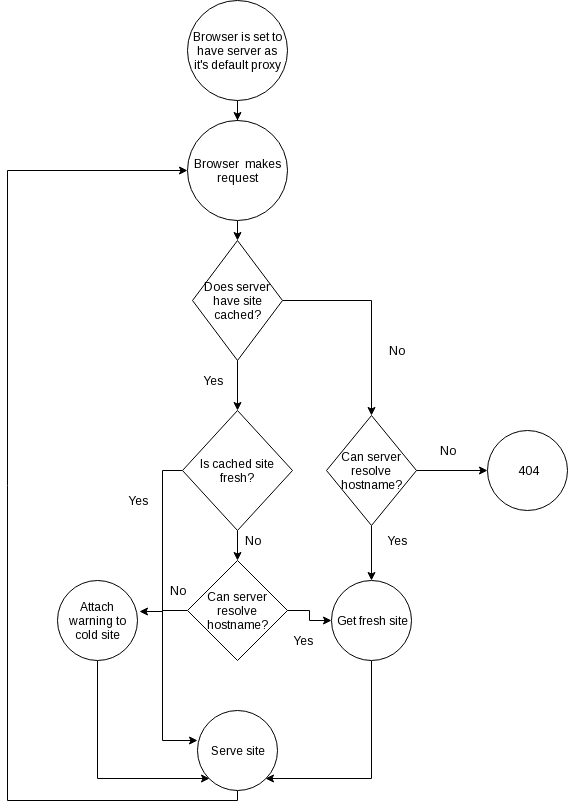 Browser is set to
have server as
it's default proxy
Browser makes
request
Does server
have site
cached?
No
Yes
Can server
resolve
hostname?
No
404
Is cached site
fresh?
Yes
No
Yes
No
Can server
resolve
hostname?
Yes
Attach
warning to
cold site
Get fresh site
Serve site